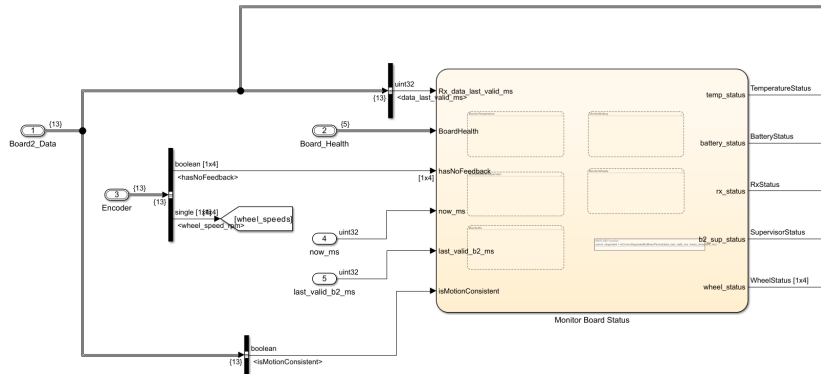 uint32
{13}
<data_last_valid_ms>
Rx_data_last_valid_ms
temp_status
TemperatureStatus
{13}
1
Board2_Data
{5}
2
Board_Health
BoardHealth
battery_status
BatteryStatus
boolean [1x4]
<hasNoFeedback>
[1x4]
hasNoFeedback
rx_status
RxStatus
{13}
3
Encoder
{13}
single [1x4]
<wheel_speed_rpm>
[wheel_speeds]
uint32
4
now_ms
now_ms
b2_sup_status
SupervisorStatus
uint32
5
last_valid_b2_ms
last_valid_b2_ms
wheel_status
WheelStatus [1x4]
isMotionConsistent
boolean
{13}
<isMotionConsistent>
Monitor Board Status